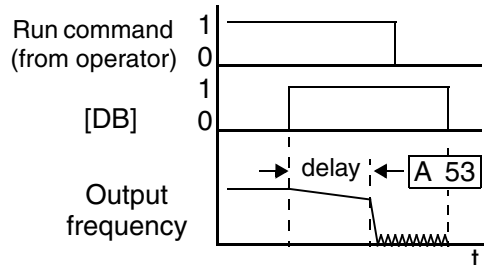 Run command
(from operator)
1
0
[DB]
1
0
delay
A 53
Output
frequency
t